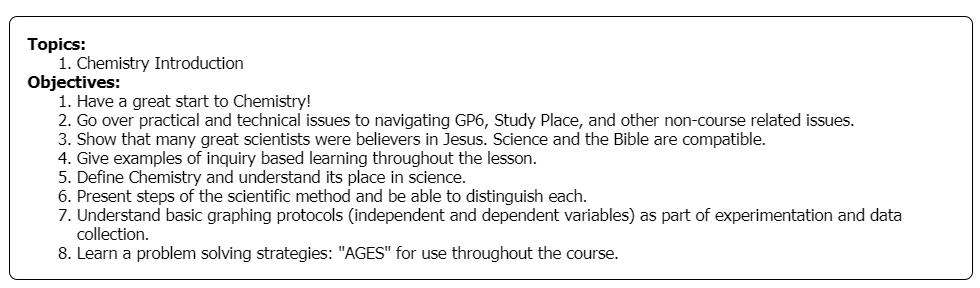 Topics:
1. Chemistry Introduction
Objectives:
1. Have a great start to Chemistry!
2. Go over practical and technical issues to navigating GP6, Study Place, and other non-course related issues.
3. Show that many great scientists were believers in Jesus. Science and the Bible are compatible.
4. Give examples of inquiry based learning throughout the lesson.
5. Define Chemistry and understand its place in science.
6. Present steps of the scientific method and be able to distinguish each.
7. Understand basic graphing protocols (independent and dependent variables) as part of experimentation and data
collection.
8. Learn a problem solving strategies: "AGES" for use throughout the course.